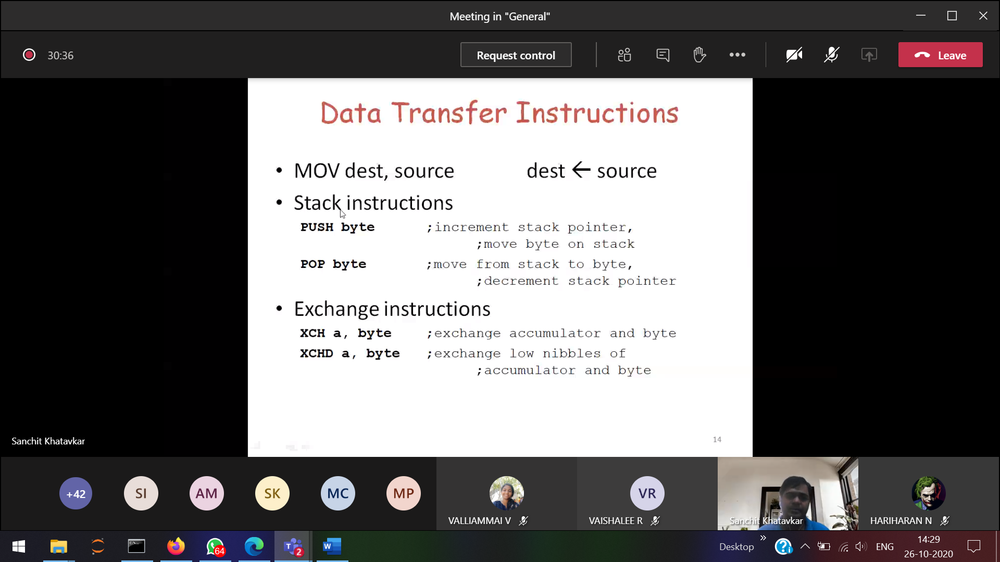 Meeting in "General"
30:36
Request control
Leave
Data Transfer Instructions
• MOV dest, source dest ← source
• Stack instructions
PUSH byte ;increment stack pointer,
;move byte on stack
POP byte ;move from stack to byte,
;decrement stack pointer
• Exchange instructions
XCH a, byte ;exchange accumulator and byte
XCHD a, byte ;exchange low nibbles of
;accumulator and byte
14
Sanchit Khatavkar
+42 SI AM SK MC MP VR
VALLIAMMAI V VAISHALEE R Sanchit Khatavkar HARIHARAN N
64 2 Desktop ENG 14:29
26-10-2020